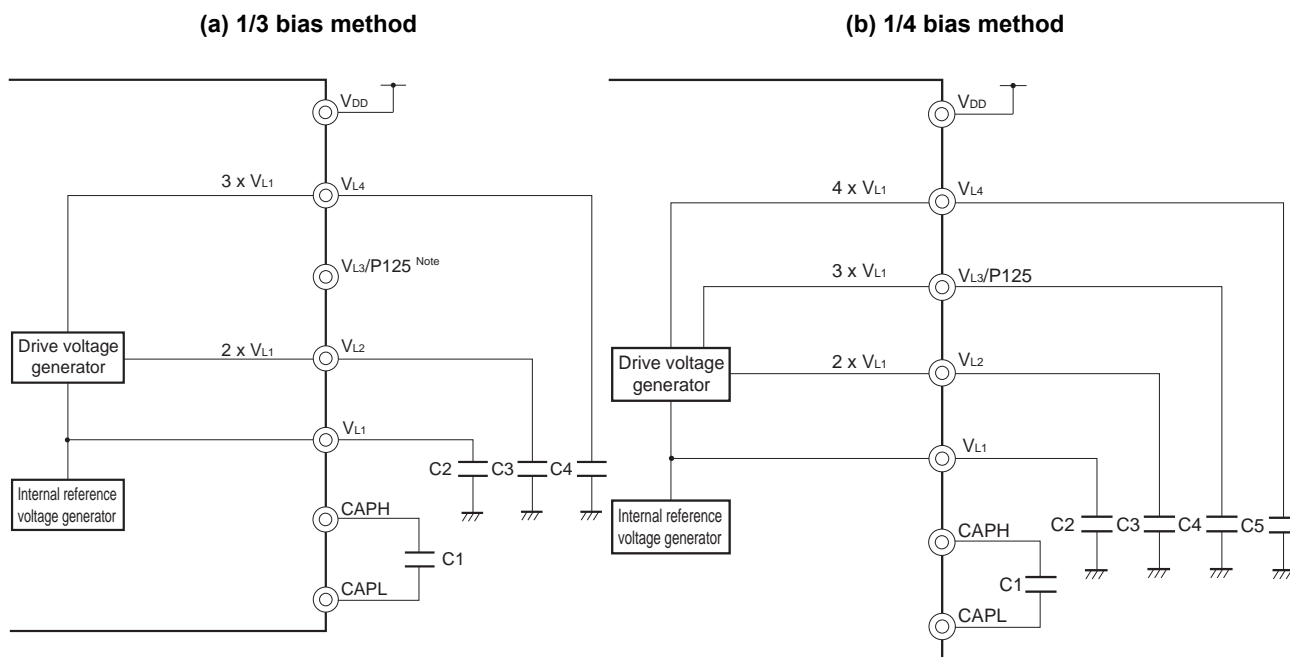 (a) 1/3 bias method
VDD
3 x VL1
VL4
VL3/P125 Note
Drive voltage
generator
2 x VL1
VL2
VL1
Internal reference
voltage generator
C2
C3
C4
CAPH
C1
CAPL
(b) 1/4 bias method
VDD
4 x VL1
VL4
3 x VL1
VL3/P125
Drive voltage
generator
2 x VL1
VL2
VL1
Internal reference
voltage generator
C2
C3
C4
C5
CAPH
C1
CAPL